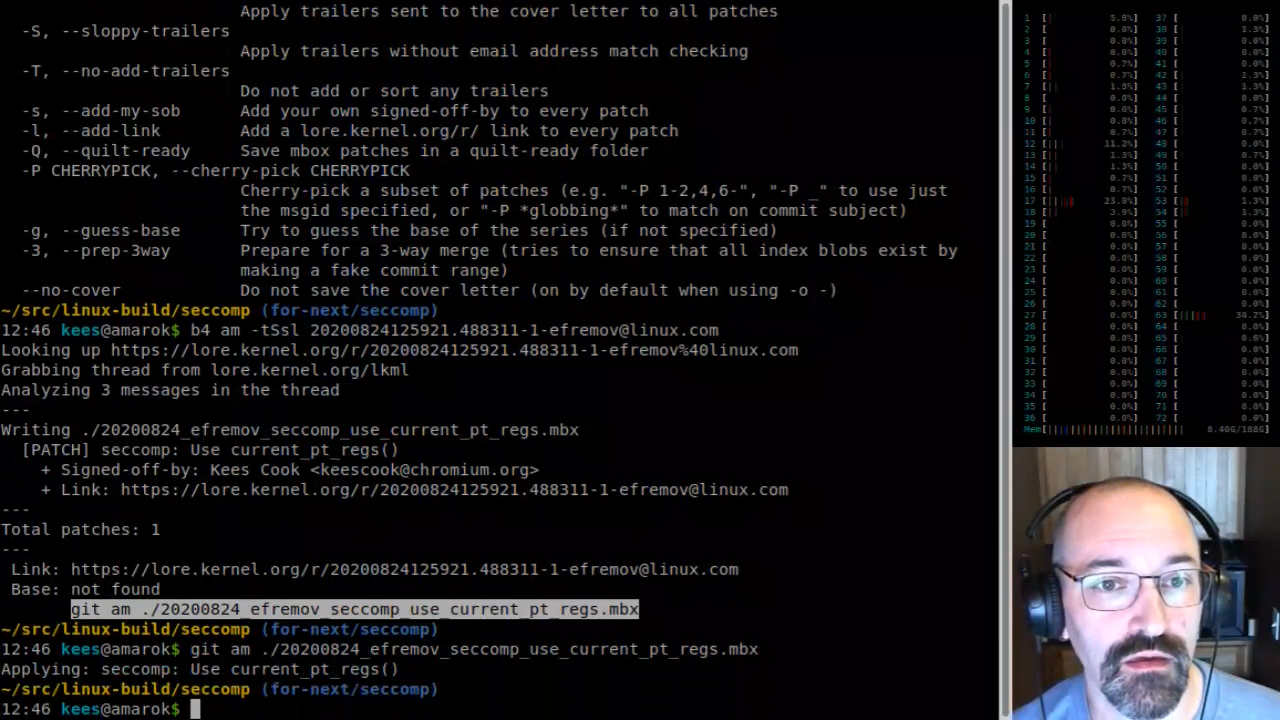 Apply trailers sent to the cover letter to all patches
-S, --sloppy-trailers
Apply trailers without email address match checking
-T, --no-add-trailers
Do not add or sort any trailers
-s, --add-my-sob Add your own signed-off-by to every patch
-l, --add-link Add a lore.kernel.org/r/ link to every patch
-Q, --quilt-ready Save mbox patches in a quilt-ready folder
-P CHERRYPICK, --cherry-pick CHERRYPICK
Cherry-pick a subset of patches (e.g. "-P 1-2,4,6-", "-P _" to use just
the msgid specified, or "-P *globbing*" to match on commit subject)
-g, --guess-base Try to guess the base of the series (if not specified)
-3, --prep-3way Prepare for a 3-way merge (tries to ensure that all index blobs exist by
making a fake commit range)
--no-cover Do not save the cover letter (on by default when using -o -)
~/src/linux-build/seccomp (for-next/seccomp)
12:46 kees@amarok$ b4 am -tSsl 20200824125921.488311-1-efremov@linux.com
Looking up https://lore.kernel.org/r/20200824125921.488311-1-efremov%40linux.com
Grabbing thread from lore.kernel.org/lkml
Analyzing 3 messages in the thread
---
Writing ./20200824_efremov_seccomp_use_current_pt_regs.mbx
[PATCH] seccomp: Use current_pt_regs()
+ Signed-off-by: Kees Cook <keescook@chromium.org>
+ Link: https://lore.kernel.org/r/20200824125921.488311-1-efremov@linux.com
---
Total patches: 1
---
Link: https://lore.kernel.org/r/20200824125921.488311-1-efremov@linux.com
Base: not found
git am ./20200824_efremov_seccomp_use_current_pt_regs.mbx
~/src/linux-build/seccomp (for-next/seccomp)
12:46 kees@amarok$ git am ./20200824_efremov_seccomp_use_current_pt_regs.mbx
Applying: seccomp: Use current_pt_regs()
~/src/linux-build/seccomp (for-next/seccomp)
12:46 kees@amarok$
Mem 8.40G/188G